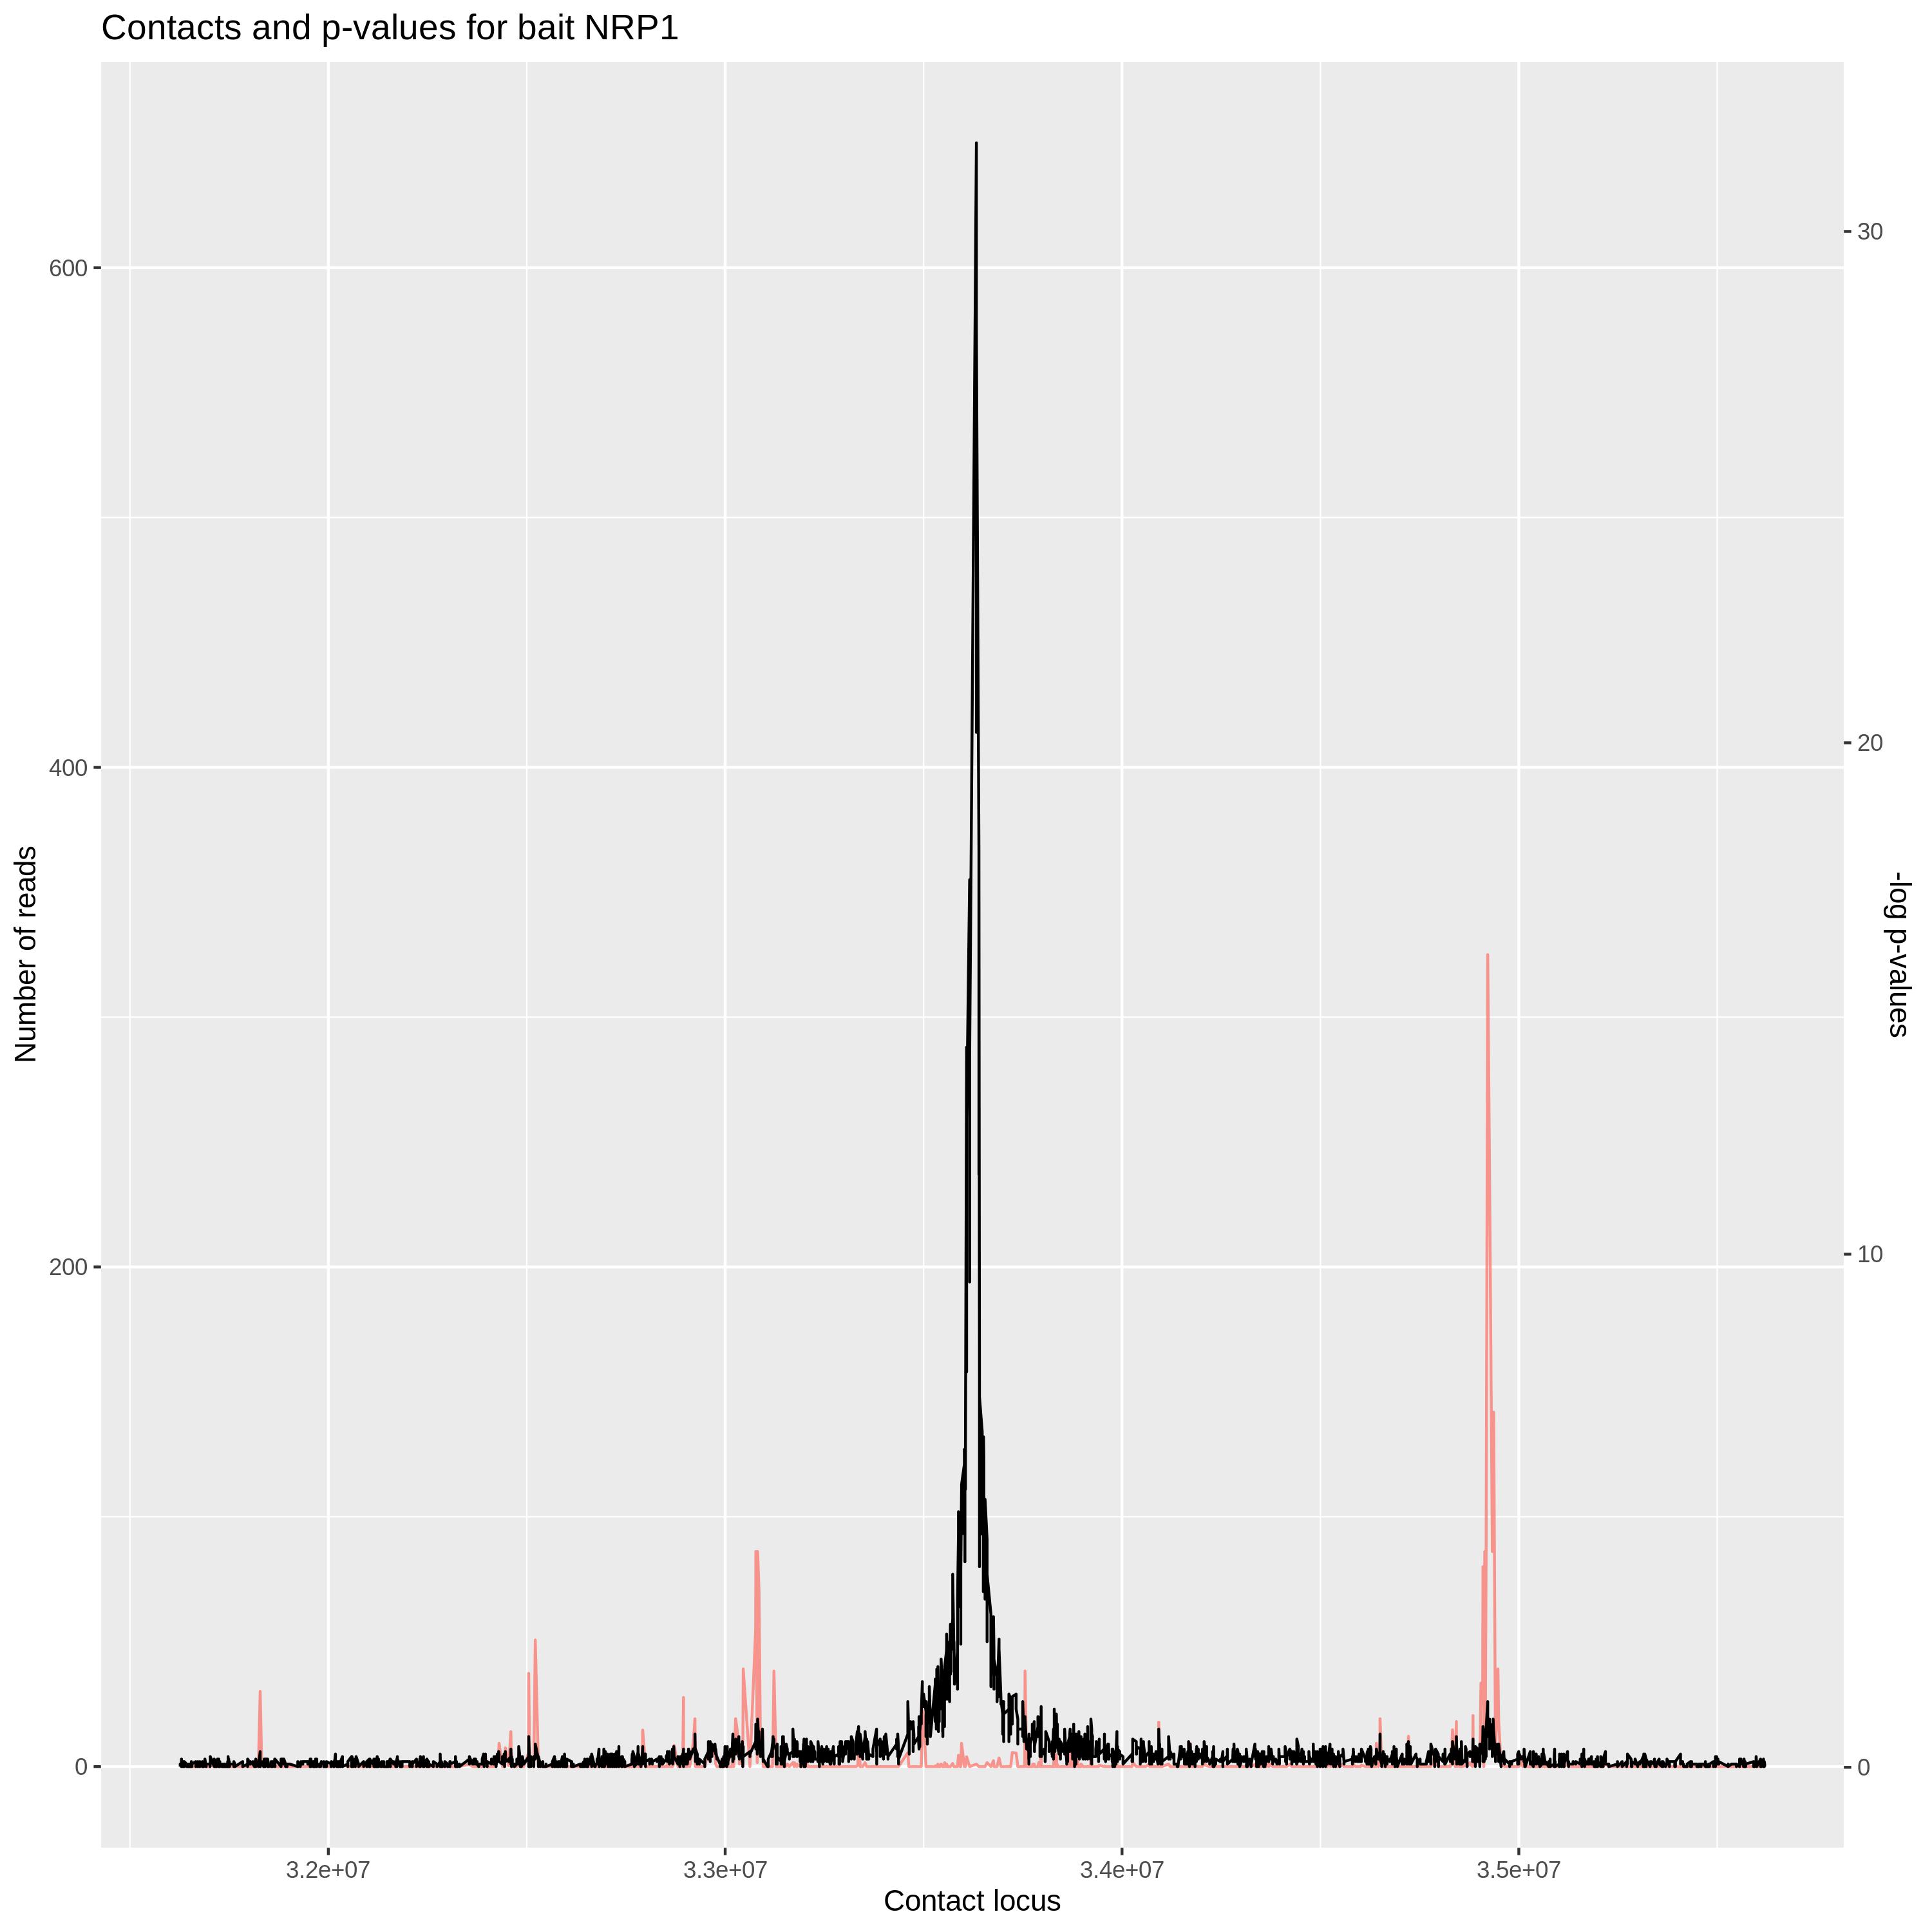 Contacts and p-values for bait NRP1
600
400
200
0
30
20
10
0
Number of reads
-log p-values
3.2e+07 3.3e+07 3.4e+07 3.5e+07
Contact locus